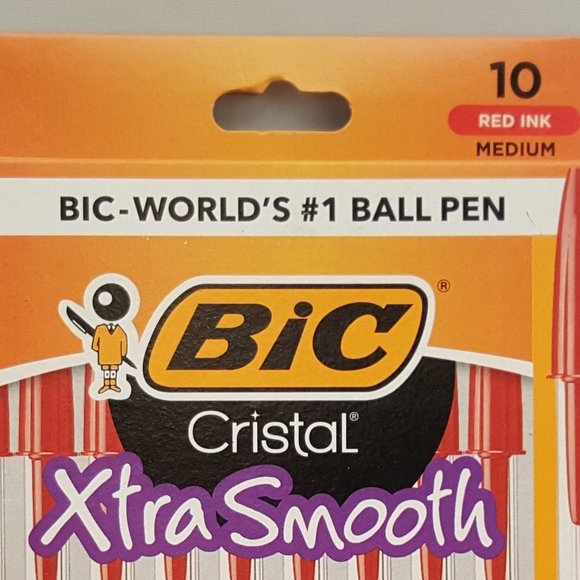 10
RED INK
MEDIUM
BIC-WORLD'S #1 BALL PEN
BiC®
Cristal®
Xtra Smooth